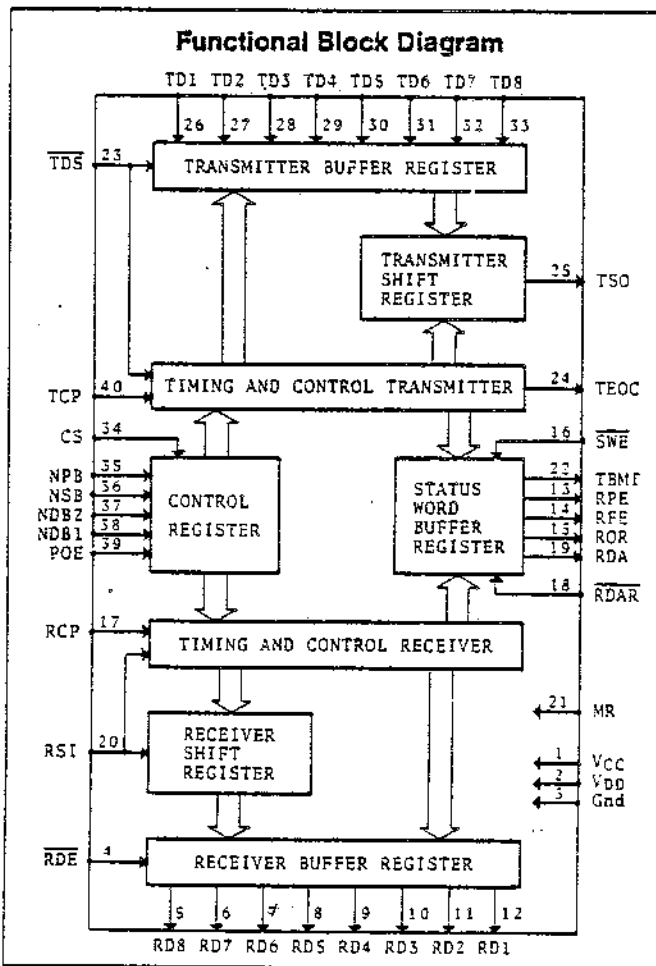 Functional Block Diagram
TD1 TD2 TD3 TD4 TD5 TD6 TD7 TD8
26 27 28 29 30 31 32 33
TDS 23
TRANSMITTER BUFFER REGISTER
TRANSMITTER
SHIFT
REGISTER
25 TSO
TIMING AND CONTROL TRANSMITTER
24 TEOC
TCP 40
CS 34
16 SWE
NPB 35
NSB 36
NDB2 37
NDB1 38
POE 39
CONTROL
REGISTER
STATUS
WORD
BUFFER
REGISTER
22 TBMT
13 RPE
14 RFE
15 ROR
19 RDA
18 RDAR
RCP 17
TIMING AND CONTROL RECEIVER
21 MR
RSI 20
RECEIVER
SHIFT
REGISTER
1 VCC
2 VDD
3 Gnd
RDE 4
RECEIVER BUFFER REGISTER
5 6 7 8 9 10 11 12
RD8 RD7 RD6 RD5 RD4 RD3 RD2 RD1